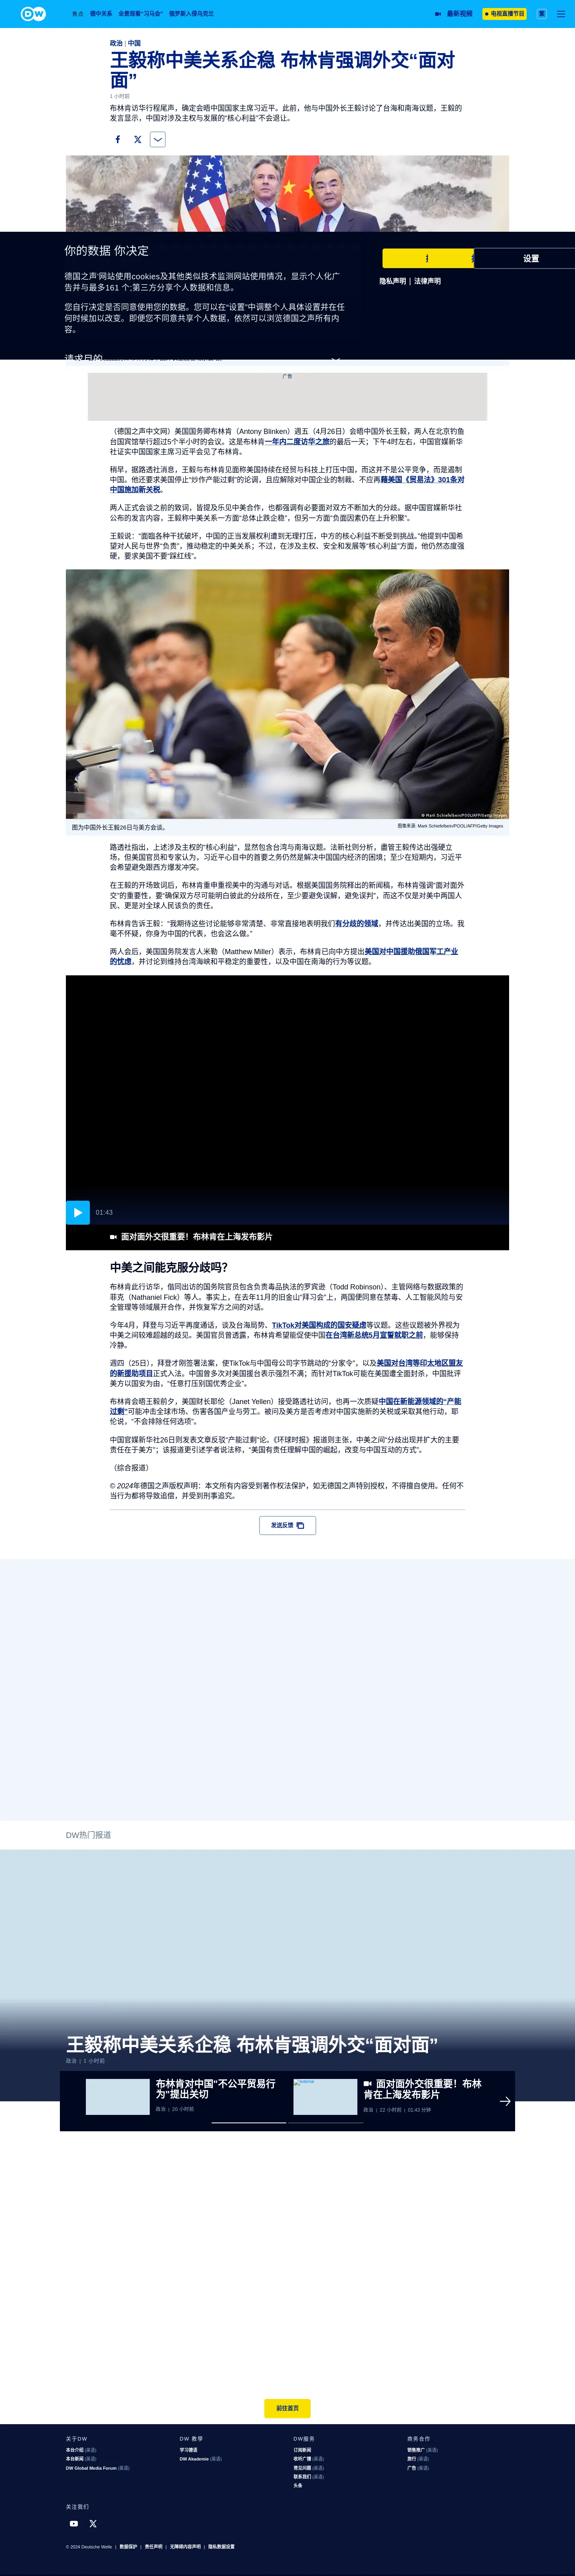 DW
焦点 德中关系 全景报看“习马会” 俄罗斯入侵乌克兰
最新视频
电视直播节目
繁
政治 | 中国
王毅称中美关系企稳 布林肯强调外交“面对
面”
1 小时前
布林肯访华行程尾声，确定会晤中国国家主席习近平。此前，他与中国外长王毅讨论了台海和南海议题，王毅的
发言显示，中国对涉及主权与发展的“核心利益”不会退让。
你的数据 你决定
设置
隐私声明 | 法律声明
德国之声'网站使用cookies及其他类似技术监测网站使用情况，显示个人化广
告并与最多161 个;第三方分享个人数据和信息。
您自行决定是否同意使用您的数据。您可以在“设置”中调整个人具体设置并在任
何时候加以改变。即便您不同意共享个人数据，依然可以浏览德国之声所有内
容。
请求目的
广告
（德国之声中文网）美国国务卿布林肯（Antony Blinken）週五（4月26日）会晤中国外长王毅，两人在北京钓鱼
台国宾馆举行超过5个半小时的会议。这是布林肯一年内二度访华之旅的最后一天；下午4时左右，中国官媒新华
社证实中国国家主席习近平会见了布林肯。
稍早，据路透社消息，王毅与布林肯见面称美国持续在经贸与科技上打压中国，而这并不是公平竞争，而是遏制
中国。他还要求美国停止“炒作产能过剩”的论调，且应解除对中国企业的制裁、不应再藉美国《贸易法》301条对
中国施加新关税。
两人正式会谈之前的致词，皆提及乐见中美合作，也都强调有必要面对双方不断加大的分歧。据中国官媒新华社
公布的发言内容，王毅称中美关系一方面“总体止跌企稳”，但另一方面“负面因素仍在上升积聚”。
王毅说：“面临各种干扰破坏，中国的正当发展权利遭到无理打压，中方的核心利益不断受到挑战。”他提到中国希
望对人民与世界“负责”，推动稳定的中美关系；不过，在涉及主权、安全和发展等“核心利益”方面，他仍然态度强
硬，要求美国不要“踩红线”。
© Mark Schiefelbein/POOL/AFP/Getty Images
图为中国外长王毅26日与美方会谈。
图像来源: Mark Schiefelbein/POOL/AFP/Getty Images
路透社指出，上述涉及主权的“核心利益”，显然包含台湾与南海议题。法新社则分析，儘管王毅传达出强硬立
场，但美国官员和专家认为，习近平心目中的首要之务仍然是解决中国国内经济的困境；至少在短期内，习近平
会希望避免跟西方爆发冲突。
在王毅的开场致词后，布林肯重申重视美中的沟通与对话。根据美国国务院释出的新闻稿，布林肯强调“面对面外
交”的重要性，要“确保双方尽可能明白彼此的分歧所在，至少要避免误解，避免误判”，而这不仅是对美中两国人
民、更是对全球人民该负的责任。
布林肯告诉王毅：“我期待这些讨论能够非常清楚、非常直接地表明我们有分歧的领域，并传达出美国的立场。我
毫不怀疑，你身为中国的代表，也会这么做。”
两人会后，美国国务院发言人米勒（Matthew Miller）表示，布林肯已向中方提出美国对中国援助俄国军工产业
的忧虑，并讨论到维持台湾海峡和平稳定的重要性，以及中国在南海的行为等议题。
01:43
面对面外交很重要！布林肯在上海发布影片
中美之间能克服分歧吗？
布林肯此行访华，偕同出访的国务院官员包含负责毒品执法的罗宾逊（Todd Robinson）、主管网络与数据政策的
菲克（Nathaniel Fick）等人。事实上，在去年11月的旧金山“拜习会”上，两国便同意在禁毒、人工智能风险与安
全管理等领域展开合作，并恢复军方之间的对话。
今年4月，拜登与习近平再度通话，谈及台海局势、TikTok对美国构成的国安疑虑等议题。这些议题被外界视为
中美之间较难超越的歧见。美国官员曾透露，布林肯希望能促使中国在台湾新总统5月宣誓就职之前，能够保持
冷静。
週四（25日），拜登才刚签署法案，使TikTok与中国母公司字节跳动的“分家令”，以及美国对台湾等印太地区盟友
的新援助项目正式入法。中国曾多次对美国援台表示强烈不满；而针对TikTok可能在美国遭全面封杀，中国批评
美方以国安为由，“任意打压别国优秀企业”。
布林肯会晤王毅前夕，美国财长耶伦（Janet Yellen）接受路透社访问，也再一次质疑中国在新能源领域的“产能
过剩”可能冲击全球市场、伤害各国产业与劳工。被问及美方是否考虑对中国实施新的关税或采取其他行动，耶
伦说，“不会排除任何选项”。
中国官媒新华社26日则发表文章反驳“产能过剩”论。《环球时报》报道则主张，中美之间“分歧出现并扩大的主要
责任在于美方”；该报道更引述学者说法称，“美国有责任理解中国的崛起，改变与中国互动的方式”。
（综合报道）
© 2024年德国之声版权声明：本文所有内容受到著作权法保护，如无德国之声特别授权，不得擅自使用。任何不
当行为都将导致追偿，并受到刑事追究。
发送反馈
DW热门报道
王毅称中美关系企稳 布林肯强调外交“面对面”
政治 | 1 小时前
布林肯对中国“不公平贸易行
为”提出关切
政治 | 20 小时前
面对面外交很重要！布林
肯在上海发布影片
政治 | 22 小时前 | 01:43 分钟
前往首页
关于DW
本台介绍 (英语)
本台新闻 (英语)
DW Global Media Forum (英语)
DW 教學
学习德语
DW Akademie (英语)
DW服务
订阅新闻
收听广播 (英语)
常见问题 (英语)
联系我们 (英语)
头条
商务合作
销售推广 (英语)
旅行 (英语)
广告 (英语)
关注我们
© 2024 Deutsche Welle | 数据保护 | 责任声明 | 无障碍内容声明 | 隐私数据设置